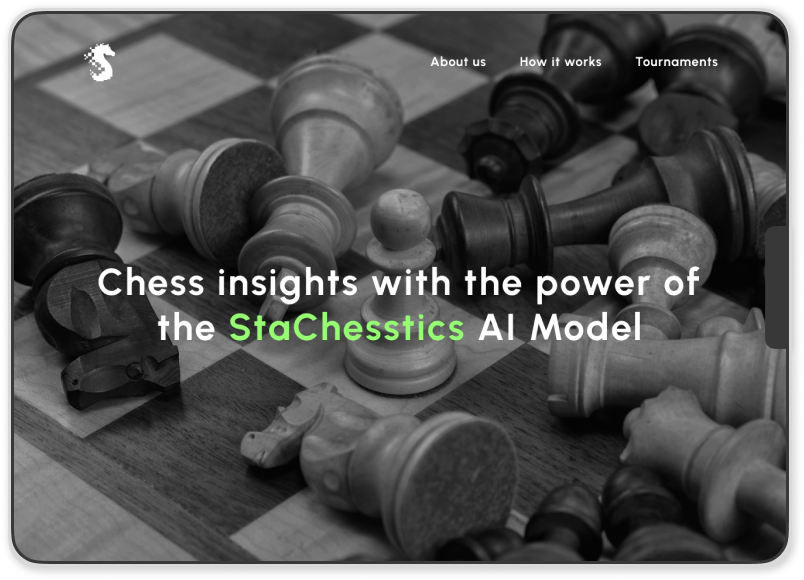 About us How it works Tournaments
Chess insights with the power of
the StaChesstics AI Model